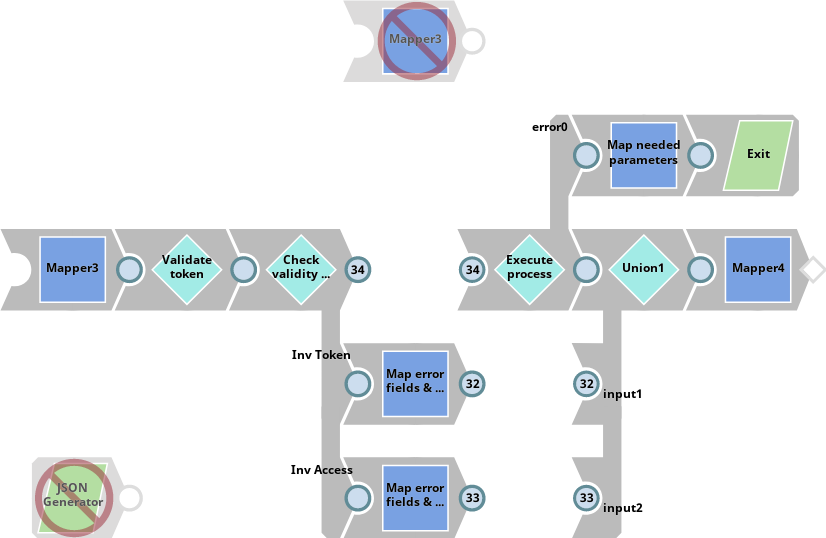 Mapper3
error0
Map needed
parameters
Exit
Mapper3
Validate
token
Check
validity ...
34
34
Execute
process
Union1
Mapper4
Inv Token
Map error
fields & ...
32
32
input1
Inv Access
Map error
fields & ...
33
33
input2
JSON
Generator